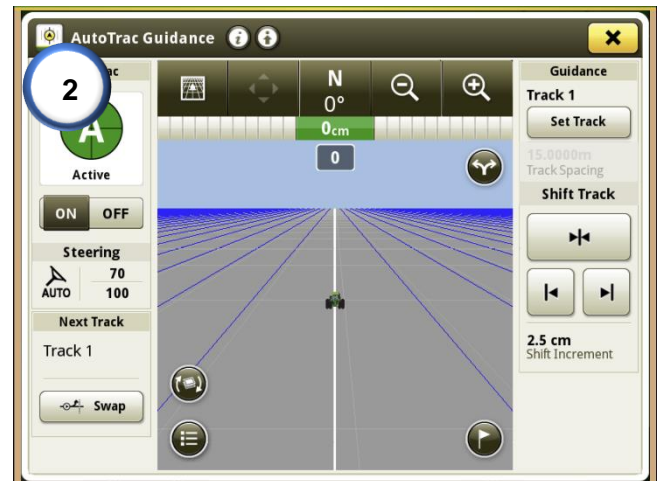 AutoTrac Guidance
2
A
Active
ON OFF
Steering
AUTO
70
100
Next Track
Track 1
Swap
N
0°
0cm
0
Guidance
Track 1
Set Track
15.0000m
Track Spacing
Shift Track
2.5 cm
Shift Increment